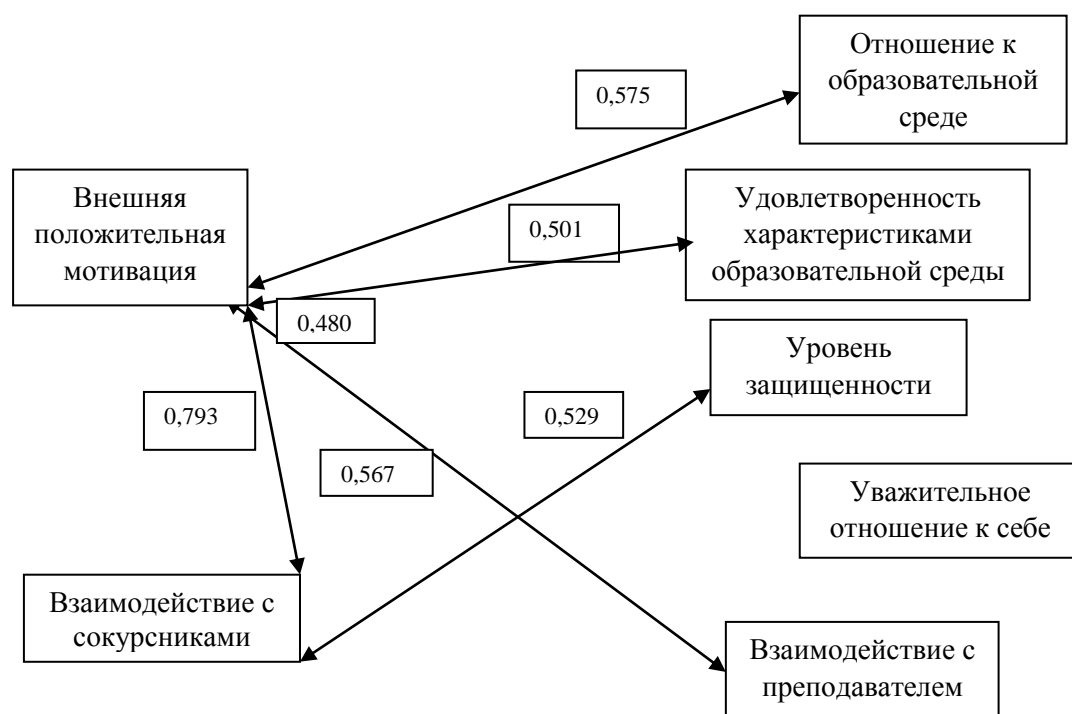 Отношение к
образовательной
среде
0,575
Внешняя
положительная
мотивация
Удовлетворенность
характеристиками
образовательной среды
0,501
0,480
Уровень
защищенности
0,793
0,529
0,567
Уважительное
отношение к себе
Взаимодействие с
сокурсниками
Взаимодействие с
преподавателем